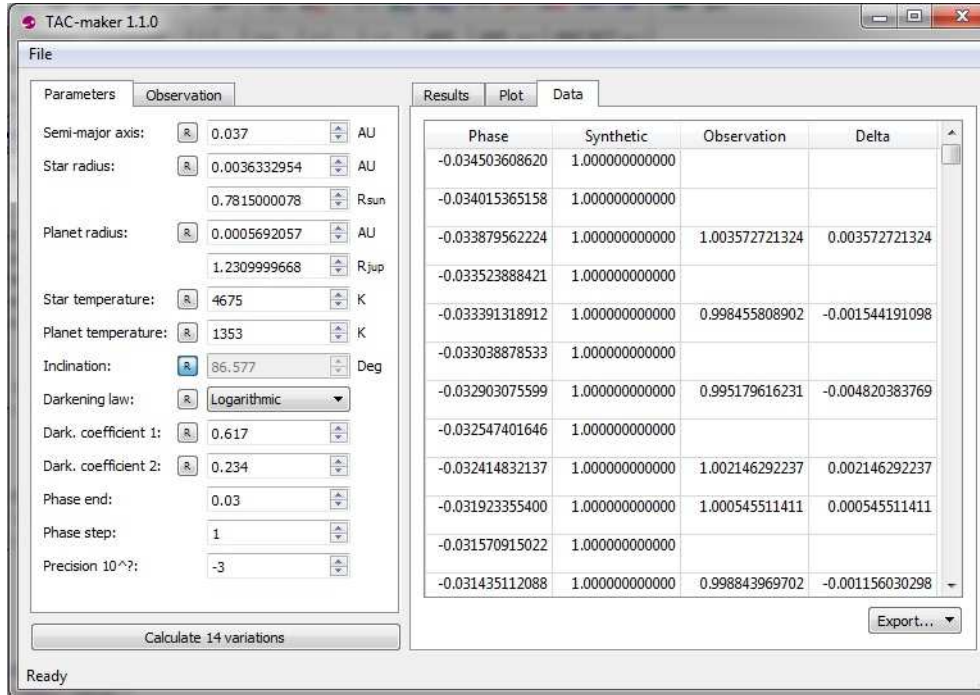 TAC-maker 1.1.0
File
Parameters Observation
Semi-major axis: R 0.037 AU
Star radius: R 0.0036332954 AU
0.7815000078 Rsun
Planet radius: R 0.0005692057 AU
1.2309999668 Rjup
Star temperature: R 4675 K
Planet temperature: R 1353 K
Inclination: R 86.577 Deg
Darkening law: R Logarithmic
Dark. coefficient 1: R 0.617
Dark. coefficient 2: R 0.234
Phase end: 0.03
Phase step: 1
Precision 10^?: -3
Calculate 14 variations
Results Plot Data
Phase Synthetic Observation Delta
-0.034503608620 1.000000000000
-0.034015365158 1.000000000000
-0.033879562224 1.000000000000 1.003572721324 0.003572721324
-0.033523888421 1.000000000000
-0.033391318912 1.000000000000 0.998455808902 -0.001544191098
-0.033038878533 1.000000000000
-0.032903075599 1.000000000000 0.995179616231 -0.004820383769
-0.032547401646 1.000000000000
-0.032414832137 1.000000000000 1.002146292237 0.002146292237
-0.031923355400 1.000000000000 1.000545511411 0.000545511411
-0.031570915022 1.000000000000
-0.031435112088 1.000000000000 0.998843969702 -0.001156030298
Export...
Ready